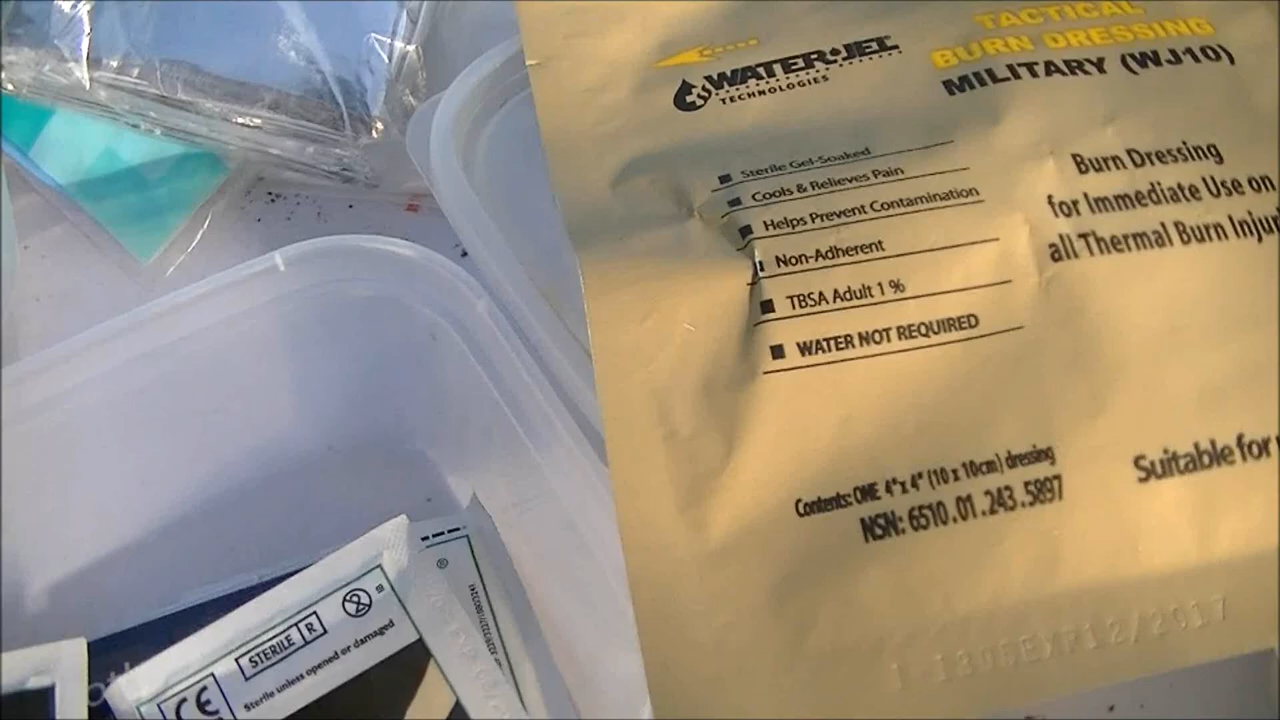 WATER·JEL
TECHNOLOGIES
TACTICAL
BURN DRESSING
MILITARY (WJ10)
Sterile Gel-Soaked
Cools & Relieves Pain
Helps Prevent Contamination
Non-Adherent
TBSA Adult 1 %
WATER NOT REQUIRED
Burn Dressing
for Immediate Use on
all Thermal Burn Injur
Contents: ONE 4"x 4" (10 x 10cm) dressing
NSN: 6510.01.243.5897
Suitable for
EXP12/2017
STERILE R
Sterile unless opened or damaged
CE